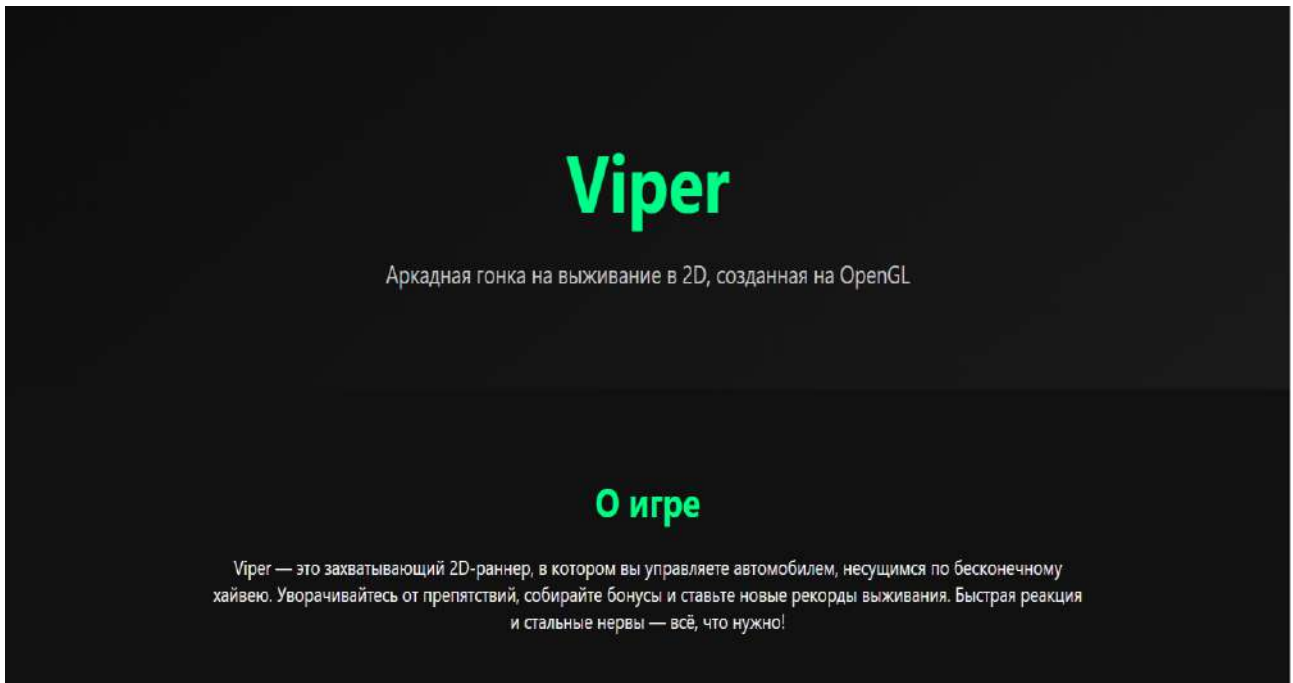 Viper
Аркадная гонка на выживание в 2D, созданная на OpenGL
О игре
Viper — это захватывающий 2D-раннер, в котором вы управляете автомобилем, несущимся по бесконечному
хайвею. Уворачивайтесь от препятствий, собирайте бонусы и ставьте новые рекорды выживания. Быстрая реакция
и стальные нервы — всё, что нужно!